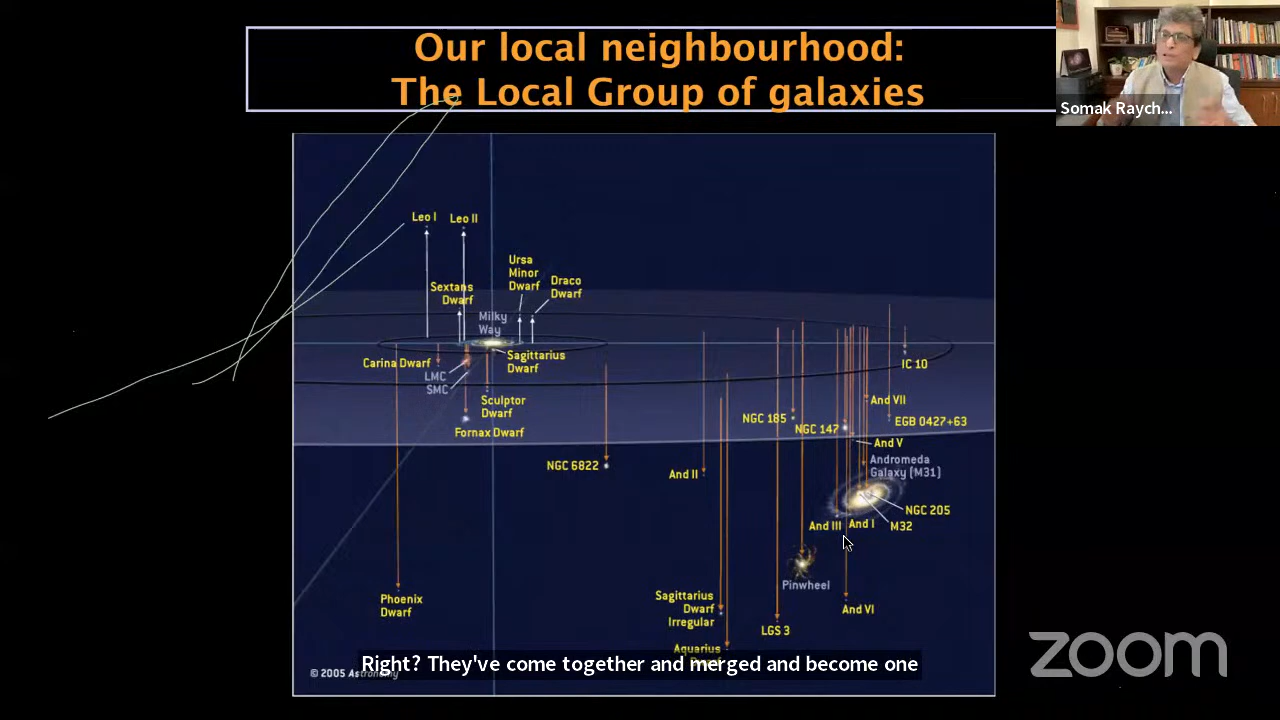 Our local neighbourhood:
The Local Group of galaxies
Somak Raych...
Leo I
Leo II
Ursa
Minor
Dwarf
Draco
Dwarf
Sextans
Dwarf
Milky
Way
Carina Dwarf
LMC
SMC
Sagittarius
Dwarf
Sculptor
Dwarf
Fornax Dwarf
IC 10
And VII
EGB 0427+63
NGC 185
NGC 147
And V
Andromeda
Galaxy (M31)
NGC 6822
And II
NGC 205
And III
And I
M32
Pinwheel
Phoenix
Dwarf
Sagittarius
Dwarf
Irregular
And VI
LGS 3
Aquarius
Right? They've come together and merged and become one
© 2005 Astronomy
zoom